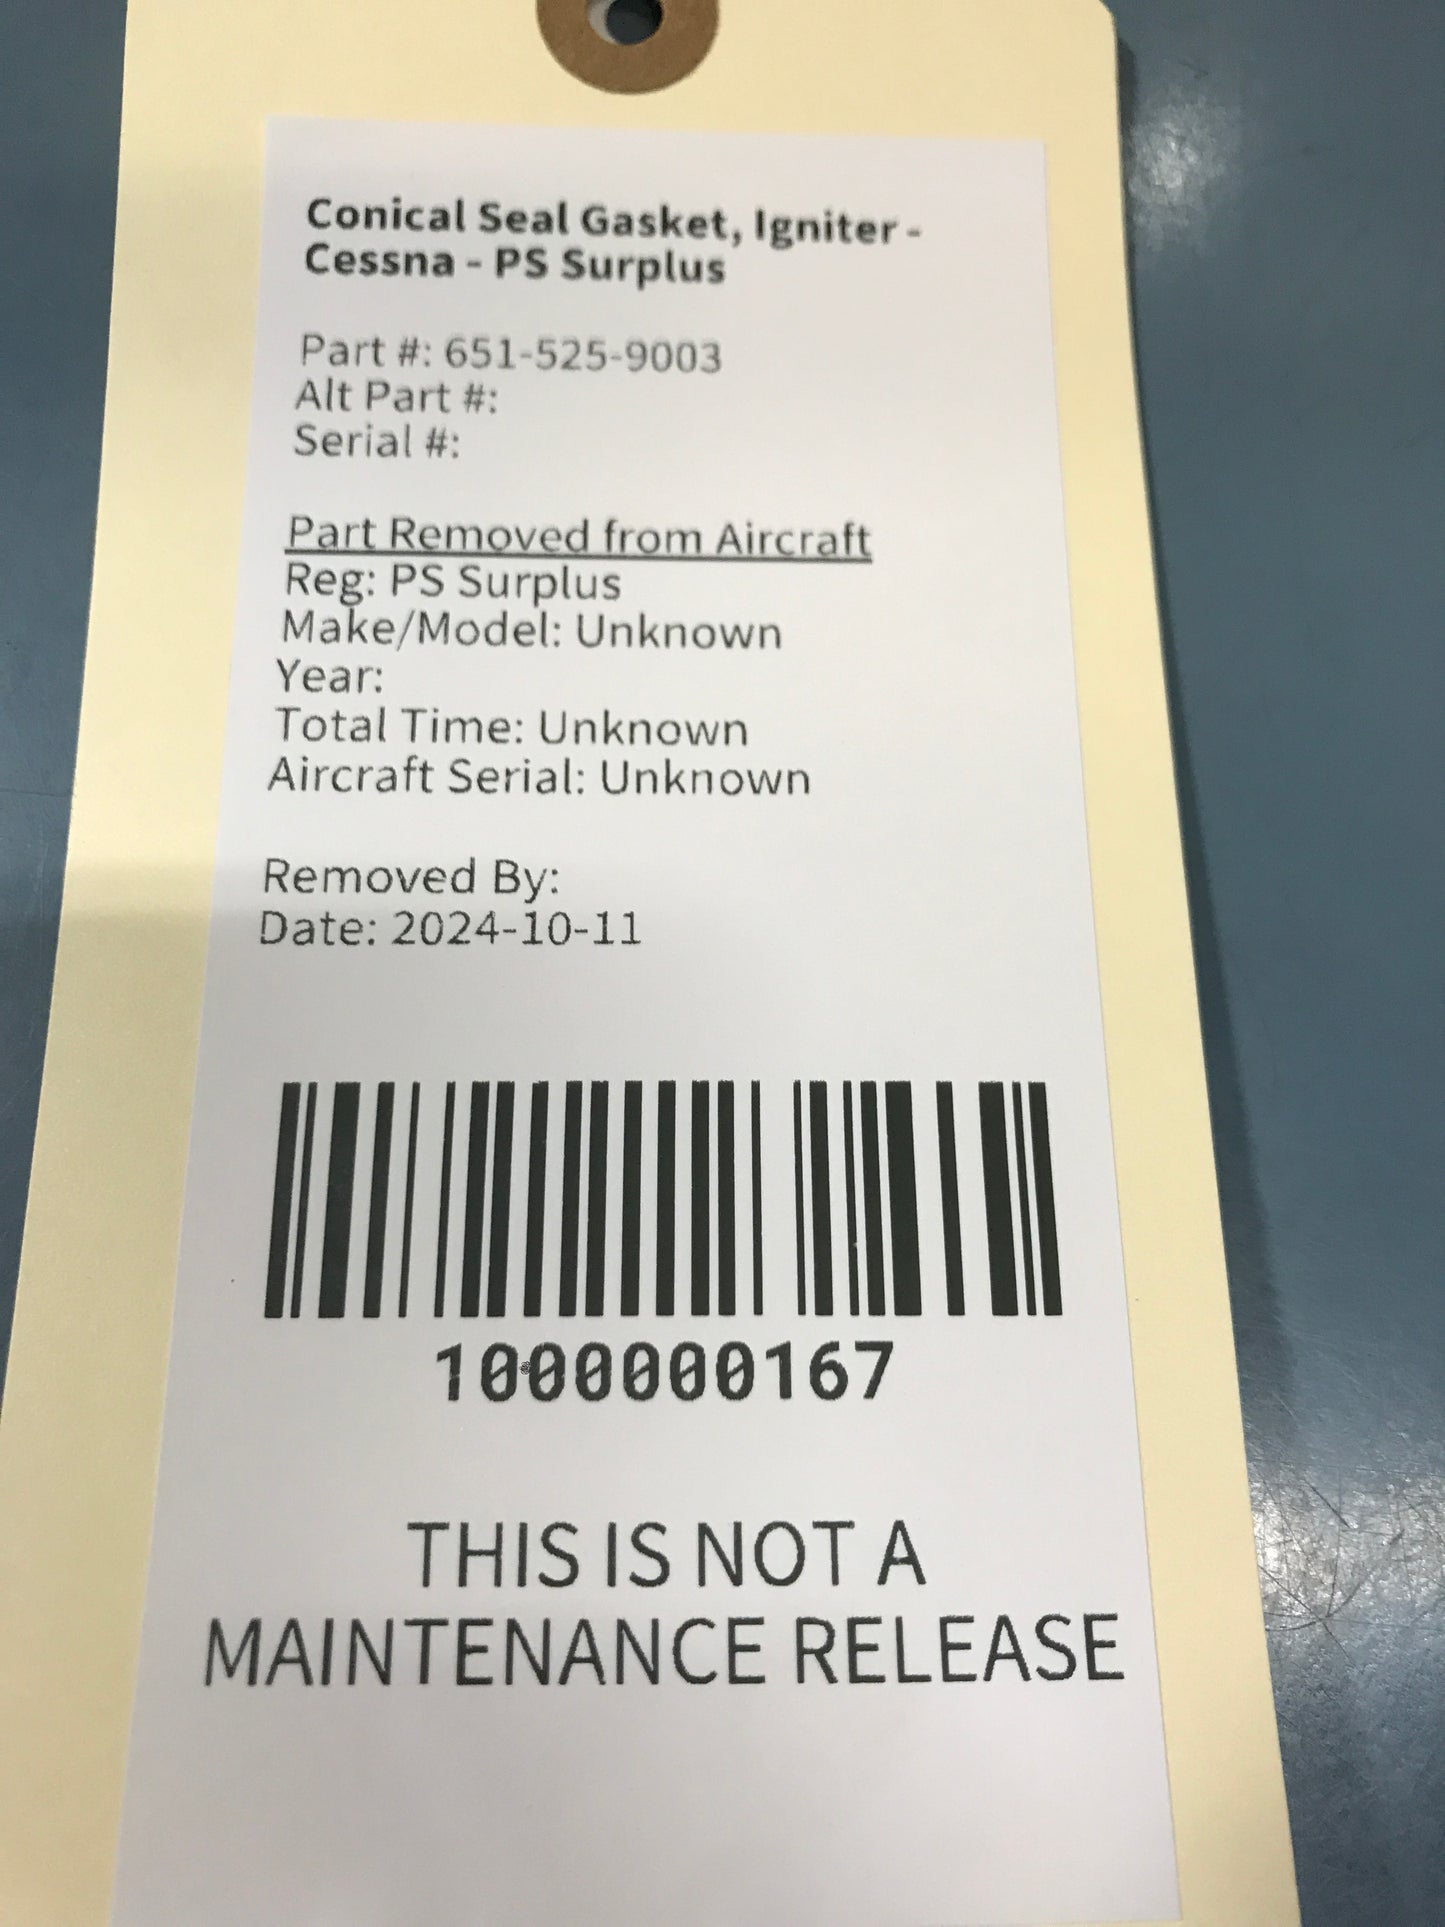 Conical Seal Gasket, Igniter -
Cessna - PS Surplus
Part #: 651-525-9003
Alt Part #:
Serial #:
Part Removed from Aircraft
Reg: PS Surplus
Make/Model: Unknown
Year:
Total Time: Unknown
Aircraft Serial: Unknown
Removed By:
Date: 2024-10-11
1000000167
THIS IS NOT A
MAINTENANCE RELEASE